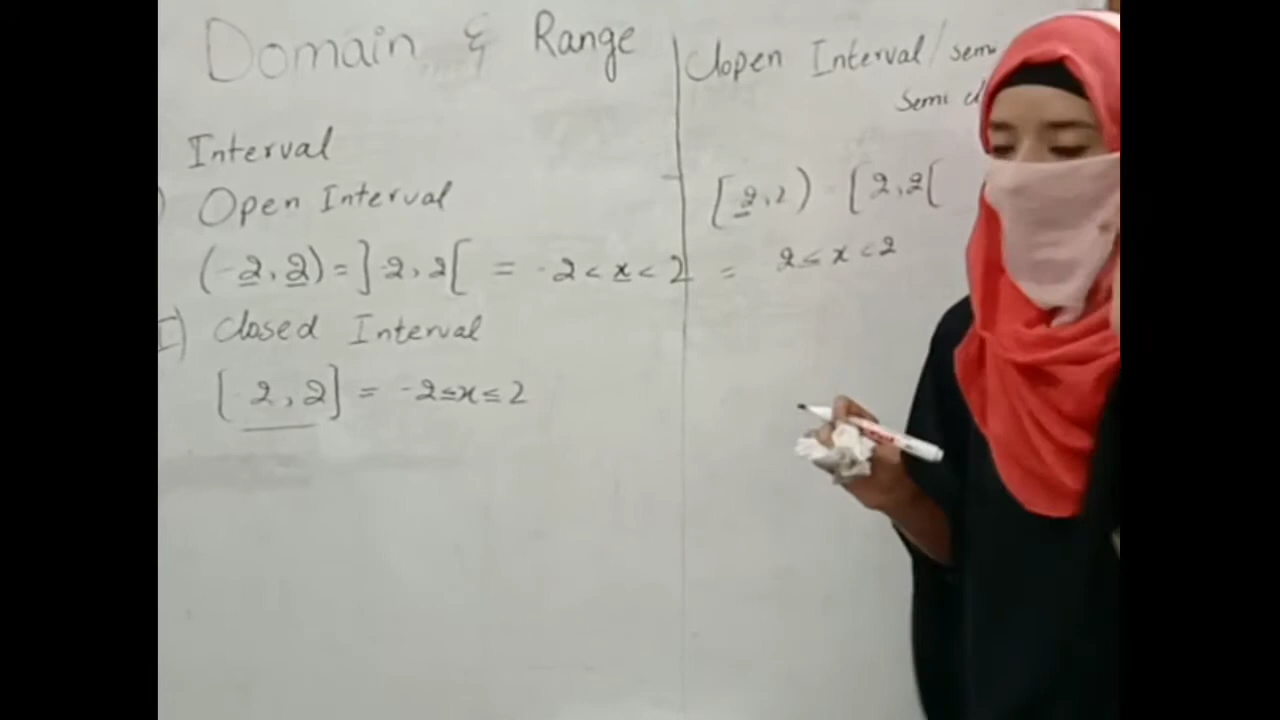 Domain & Range
Interval
) Open Interval
(-2, 2) = ]-2, 2[ = -2 < x < 2
I) Closed Interval
[-2, 2] = -2 ≤ x ≤ 2
Clopen Interval / semi
Semi cl
[2, 2) = [2, 2[
= 2 ≤ x < 2